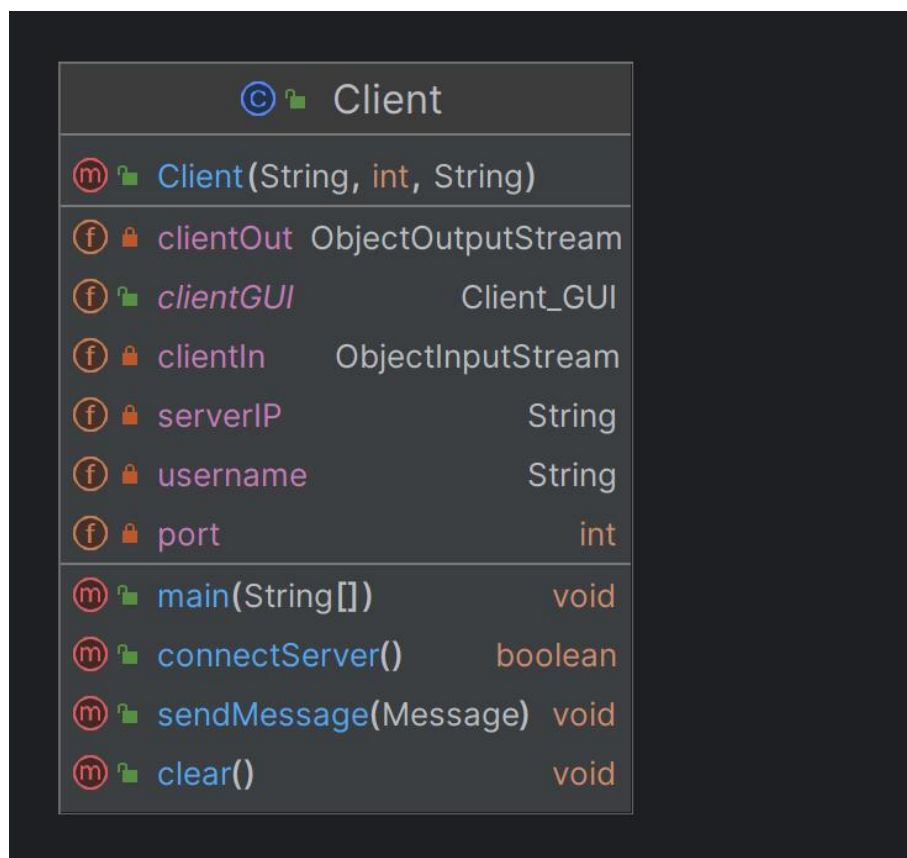 Client
Client(String, int, String)
clientOut ObjectOutputStream
clientGUI Client_GUI
clientIn ObjectInputStream
serverIP String
username String
port int
main(String[]) void
connectServer() boolean
sendMessage(Message) void
clear() void